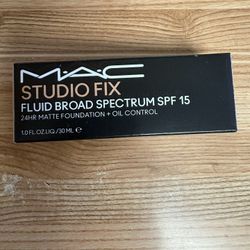 MAC
STUDIO FIX
FLUID BROAD SPECTRUM SPF 15
24HR MATTE FOUNDATION + OIL CONTROL
1.0 FL.OZ.LIQ./30 ML ℮